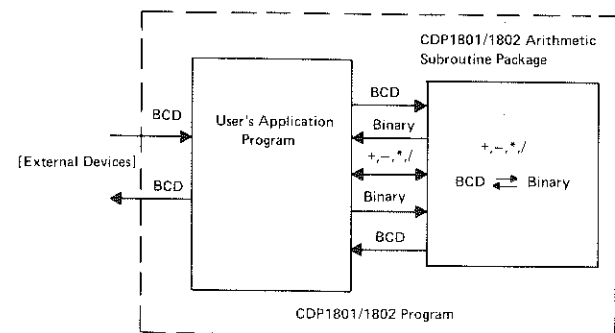 CDP1801/1802 Arithmetic
Subroutine Package
User's Application
Program
BCD
[External Devices]
BCD
BCD
Binary
+,−,*,/
Binary
BCD
+,−,*,/
BCD ⇌ Binary
CDP1801/1802 Program